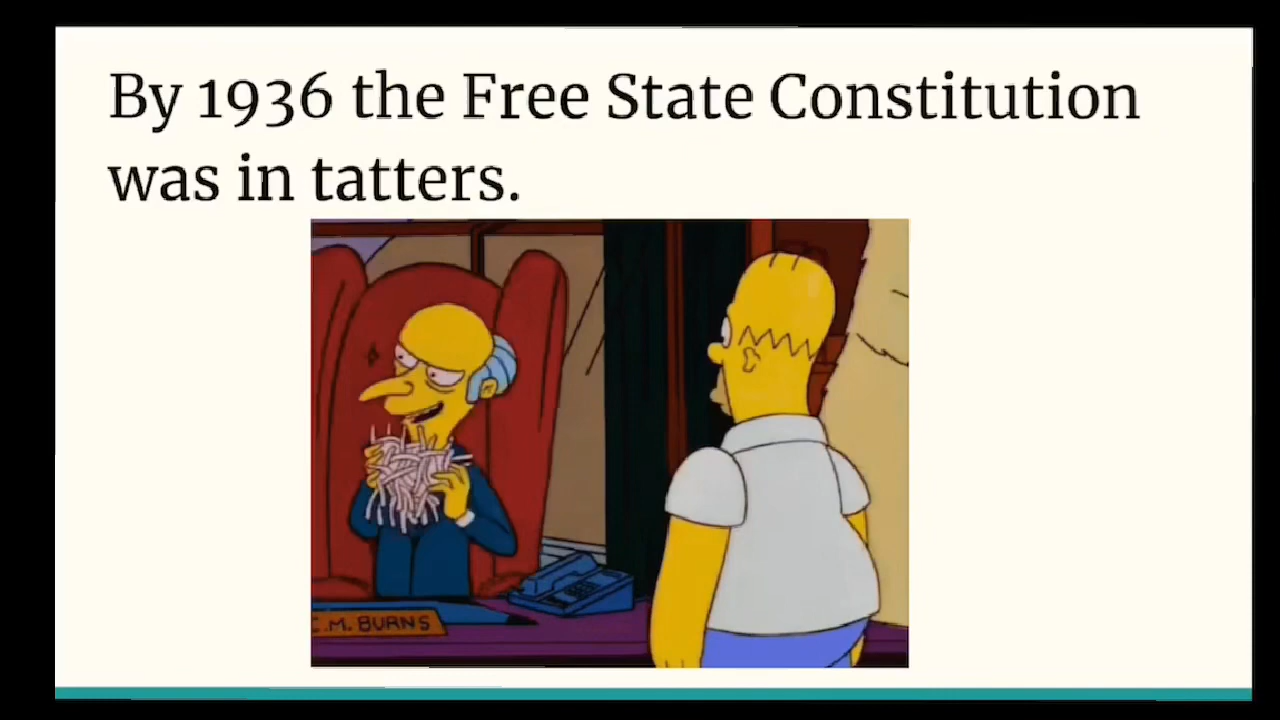 By 1936 the Free State Constitution
was in tatters.
C.M. BURNS